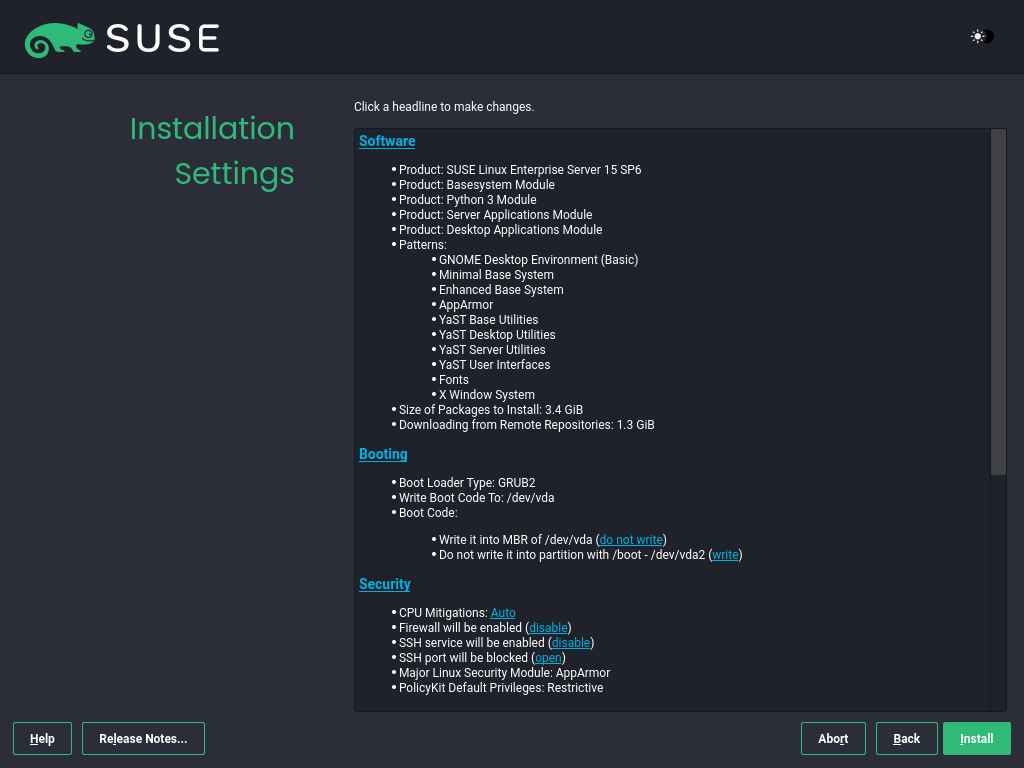 SUSE
Installation
Settings
Click a headline to make changes.
Software
• Product: SUSE Linux Enterprise Server 15 SP6
• Product: Basesystem Module
• Product: Python 3 Module
• Product: Server Applications Module
• Product: Desktop Applications Module
• Patterns:
• GNOME Desktop Environment (Basic)
• Minimal Base System
• Enhanced Base System
• AppArmor
• YaST Base Utilities
• YaST Desktop Utilities
• YaST Server Utilities
• YaST User Interfaces
• Fonts
• X Window System
• Size of Packages to Install: 3.4 GiB
• Downloading from Remote Repositories: 1.3 GiB
Booting
• Boot Loader Type: GRUB2
• Write Boot Code To: /dev/vda
• Boot Code:
• Write it into MBR of /dev/vda (do not write)
• Do not write it into partition with /boot - /dev/vda2 (write)
Security
• CPU Mitigations: Auto
• Firewall will be enabled (disable)
• SSH service will be enabled (disable)
• SSH port will be blocked (open)
• Major Linux Security Module: AppArmor
• PolicyKit Default Privileges: Restrictive
Help
Release Notes...
Abort
Back
Install